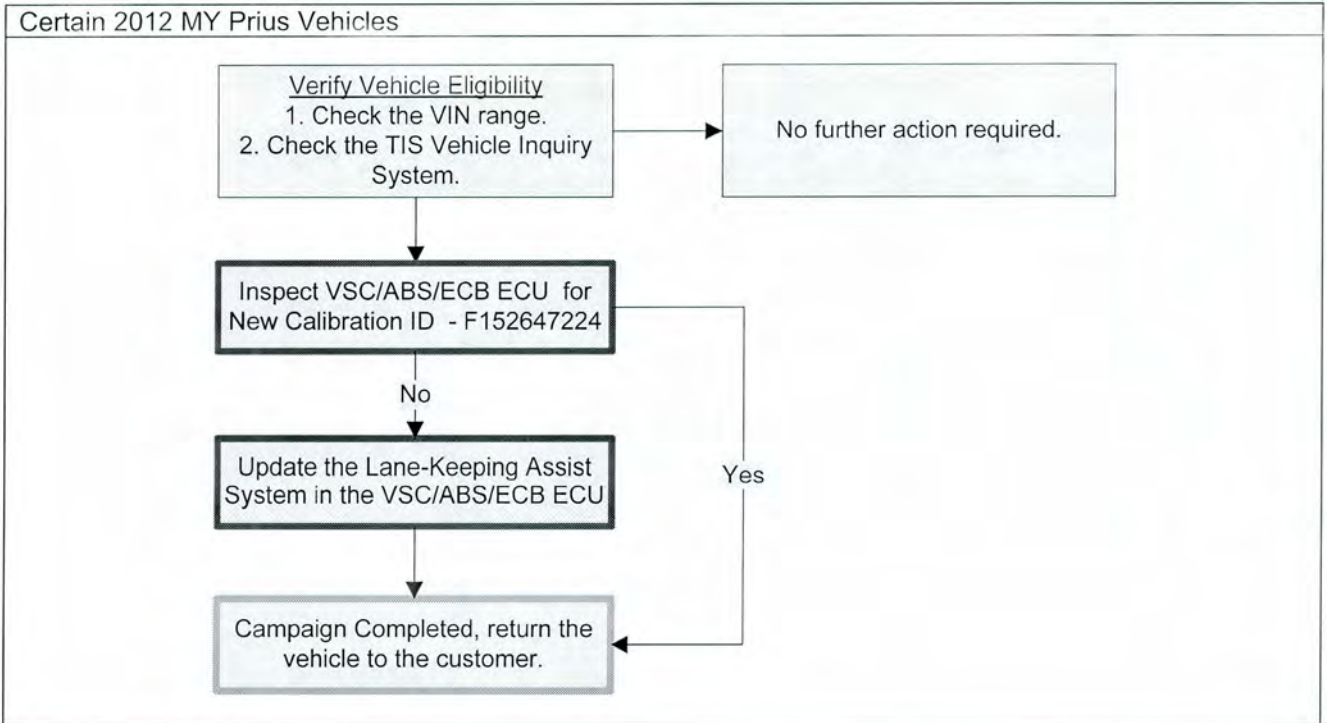 Certain 2012 MY Prius Vehicles
Verify Vehicle Eligibility
1. Check the VIN range.
2. Check the TIS Vehicle Inquiry
System.
No further action required.
Inspect VSC/ABS/ECB ECU for
New Calibration ID - F152647224
No
Update the Lane-Keeping Assist
System in the VSC/ABS/ECB ECU
Yes
Campaign Completed, return the
vehicle to the customer.